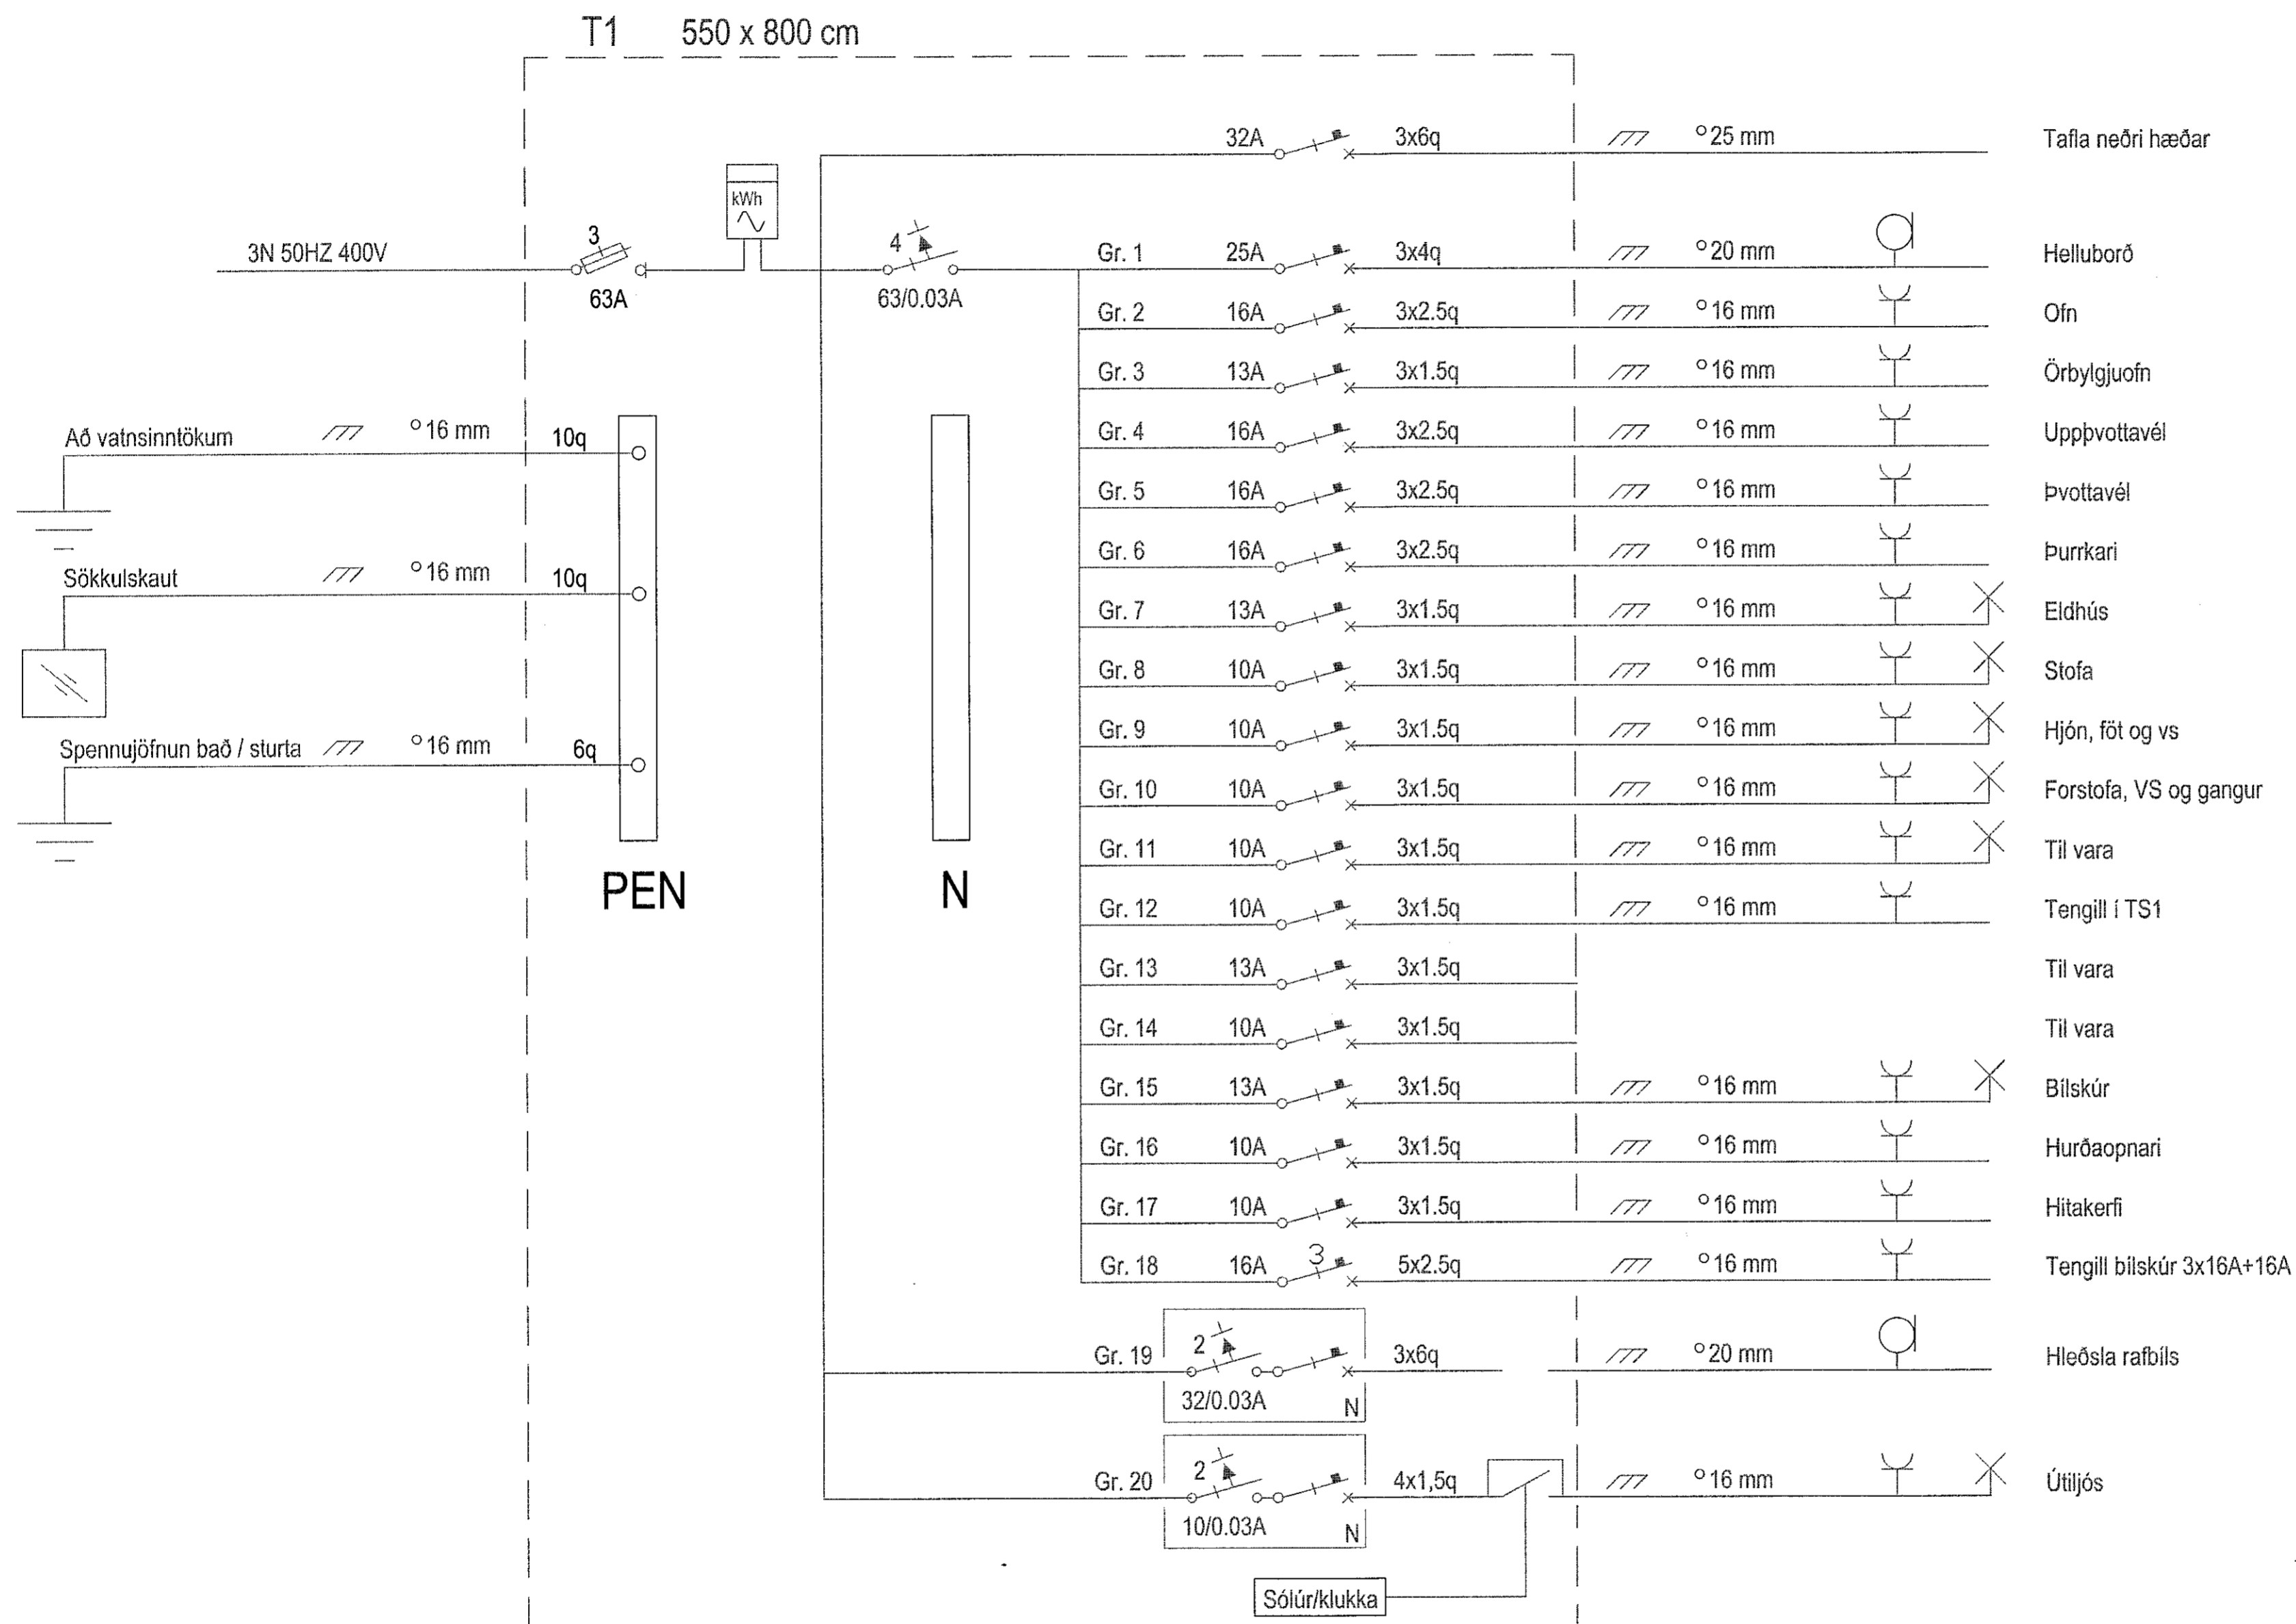 T1 550 x 800 cm
32A 3x6q °25 mm Tafla neðri hæðar
kWh
3N 50HZ 400V
3
63A
4
63/0.03A
Gr. 1 25A 3x4q °20 mm Helluborð
Gr. 2 16A 3x2.5q °16 mm Ofn
Gr. 3 13A 3x1.5q °16 mm Örbylgjuofn
Gr. 4 16A 3x2.5q °16 mm Uppþvottavél
Gr. 5 16A 3x2.5q °16 mm Þvottavél
Gr. 6 16A 3x2.5q °16 mm Þurrkari
Gr. 7 13A 3x1.5q °16 mm Eldhús
Gr. 8 10A 3x1.5q °16 mm Stofa
Gr. 9 10A 3x1.5q °16 mm Hjón, föt og vs
Gr. 10 10A 3x1.5q °16 mm Forstofa, VS og gangur
Gr. 11 10A 3x1.5q °16 mm Til vara
Gr. 12 10A 3x1.5q °16 mm Tengill í TS1
Gr. 13 13A 3x1.5q Til vara
Gr. 14 10A 3x1.5q Til vara
Gr. 15 13A 3x1.5q °16 mm Bílskúr
Gr. 16 10A 3x1.5q °16 mm Hurðaopnari
Gr. 17 10A 3x1.5q °16 mm Hitakerfi
Gr. 18 16A 3 5x2.5q °16 mm Tengill bílskúr 3x16A+16A
Gr. 19 2 3x6q °20 mm Hleðsla rafbíls
32/0.03A N
Gr. 20 2 4x1,5q °16 mm Útiljós
10/0.03A N
Sólúr/klukka
Að vatnsinntökum °16 mm 10q
Sökkulskaut °16 mm 10q
Spennujöfnun bað / sturta °16 mm 6q
PEN
N